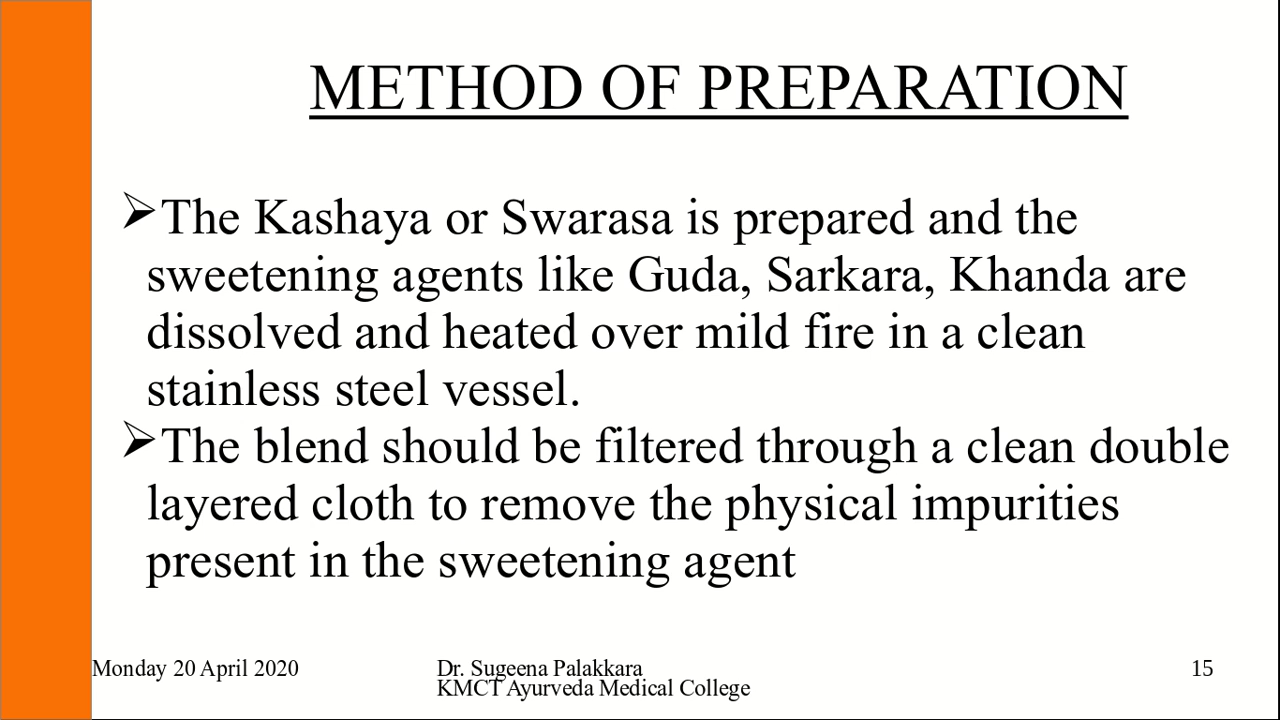 METHOD OF PREPARATION
➢The Kashaya or Swarasa is prepared and the
sweetening agents like Guda, Sarkara, Khanda are
dissolved and heated over mild fire in a clean
stainless steel vessel.
➢The blend should be filtered through a clean double
layered cloth to remove the physical impurities
present in the sweetening agent
Monday 20 April 2020
Dr. Sugeena Palakkara
KMCT Ayurveda Medical College
15